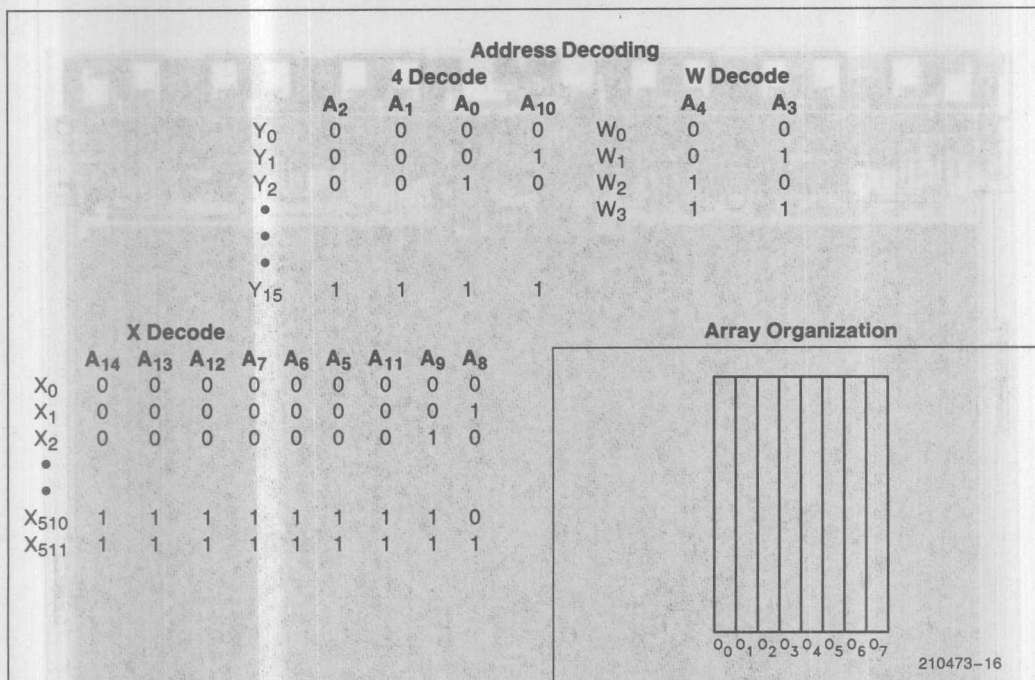 Address Decoding
4 Decode
A2 A1 A0 A10
Y0 0 0 0 0
Y1 0 0 0 1
Y2 0 0 1 0
•
•
•
Y15 1 1 1 1
W Decode
A4 A3
W0 0 0
W1 0 1
W2 1 0
W3 1 1
X Decode
A14 A13 A12 A7 A6 A5 A11 A9 A8
X0 0 0 0 0 0 0 0 0 0
X1 0 0 0 0 0 0 0 0 1
X2 0 0 0 0 0 0 0 1 0
•
•
X510 1 1 1 1 1 1 1 1 0
X511 1 1 1 1 1 1 1 1 1
Array Organization
O0 O1 O2 O3 O4 O5 O6 O7
210473-16